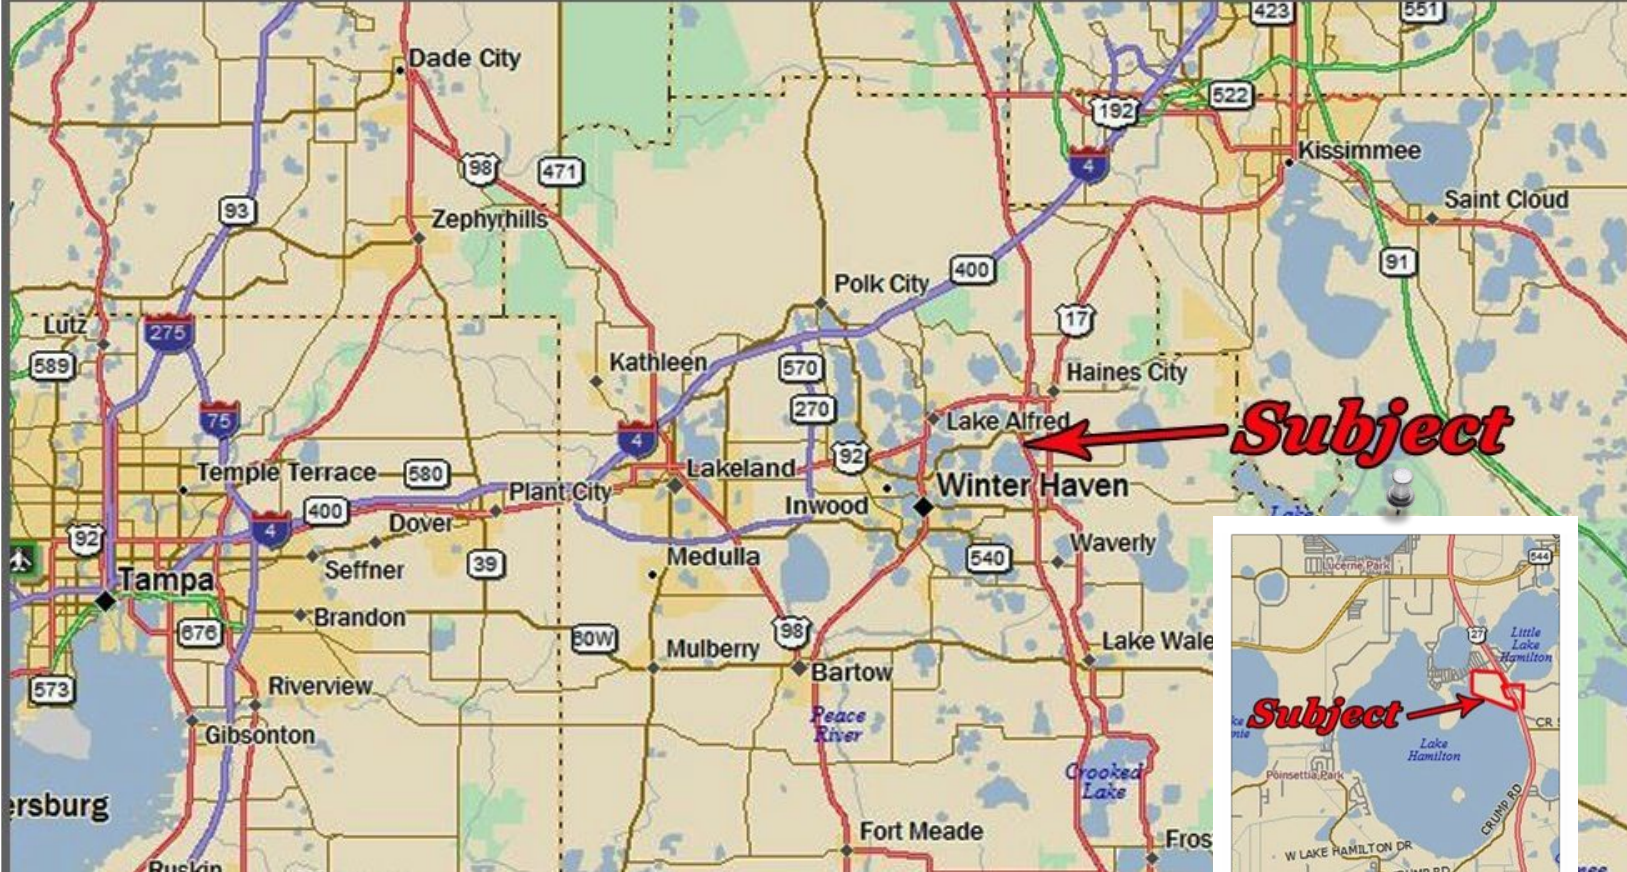 423
551
Dade City
192
522
98
471
Kissimmee
4
Saint Cloud
93
Zephyrhills
400
91
Polk City
Lutz
275
17
589
Kathleen
570
Haines City
270
75
Lake Alfred
Subject
4
92
Temple Terrace
580
Lakeland
Plant City
Winter Haven
Inwood
400
Dover
Lake
92
4
39
Medulla
540
Waverly
Seffner
Tampa
Brandon
676
60W
98
Mulberry
Lake Wale
Bartow
573
Riverview
Peace
River
Gibsonton
Crooked
Lake
ersburg
Fort Meade
Fros
Ruskin
Lucerne Park
544
27
Little
Lake
Hamilton
Subject
CR
Lake
Hamilton
Poinsettia Park
CRUMP RD
W LAKE HAMILTON DR